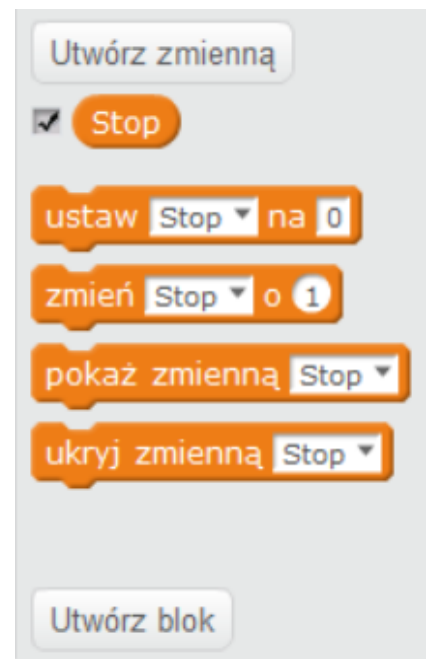 Utwórz zmienną
Stop
ustaw Stop na 0
zmień Stop o 1
pokaż zmienną Stop
ukryj zmienną Stop
Utwórz blok